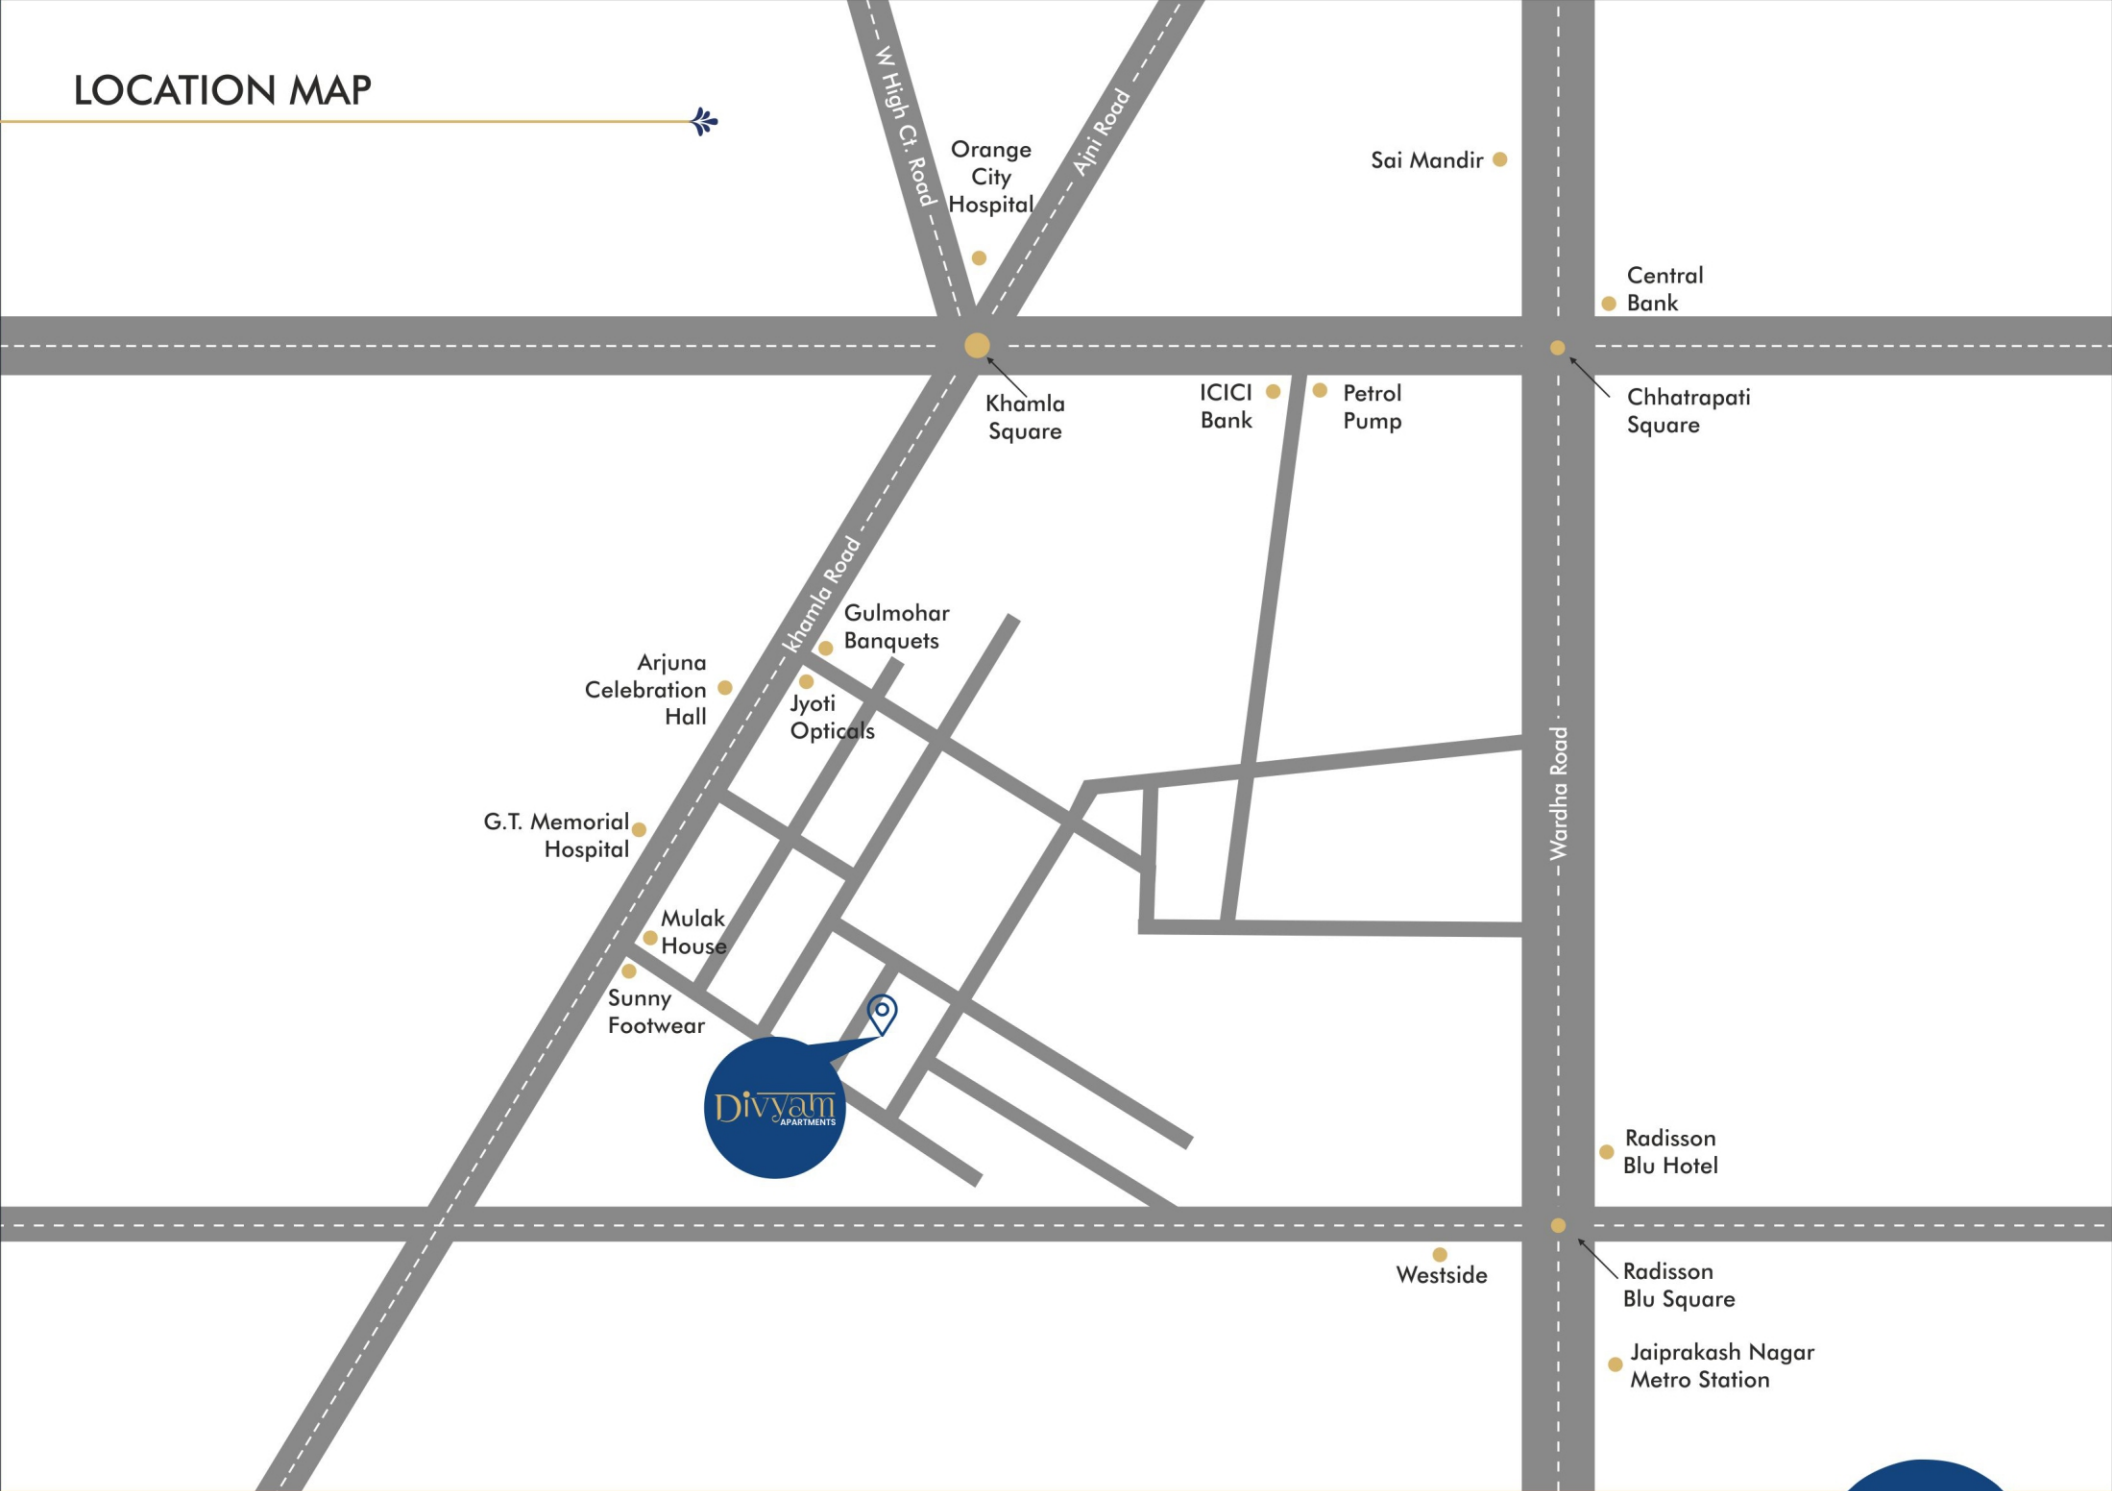 LOCATION MAP
W High Ct. Road
Ajni Road
Orange
City
Hospital
Sai Mandir
Central
Bank
Khamla
Square
ICICI
Bank
Petrol
Pump
Chhatrapati
Square
khamla Road
Gulmohar
Banquets
Arjuna
Celebration
Hall
Jyoti
Opticals
Wardha Road
G.T. Memorial
Hospital
Mulak
House
Sunny
Footwear
Divyam
APARTMENTS
Radisson
Blu Hotel
Westside
Radisson
Blu Square
Jaiprakash Nagar
Metro Station